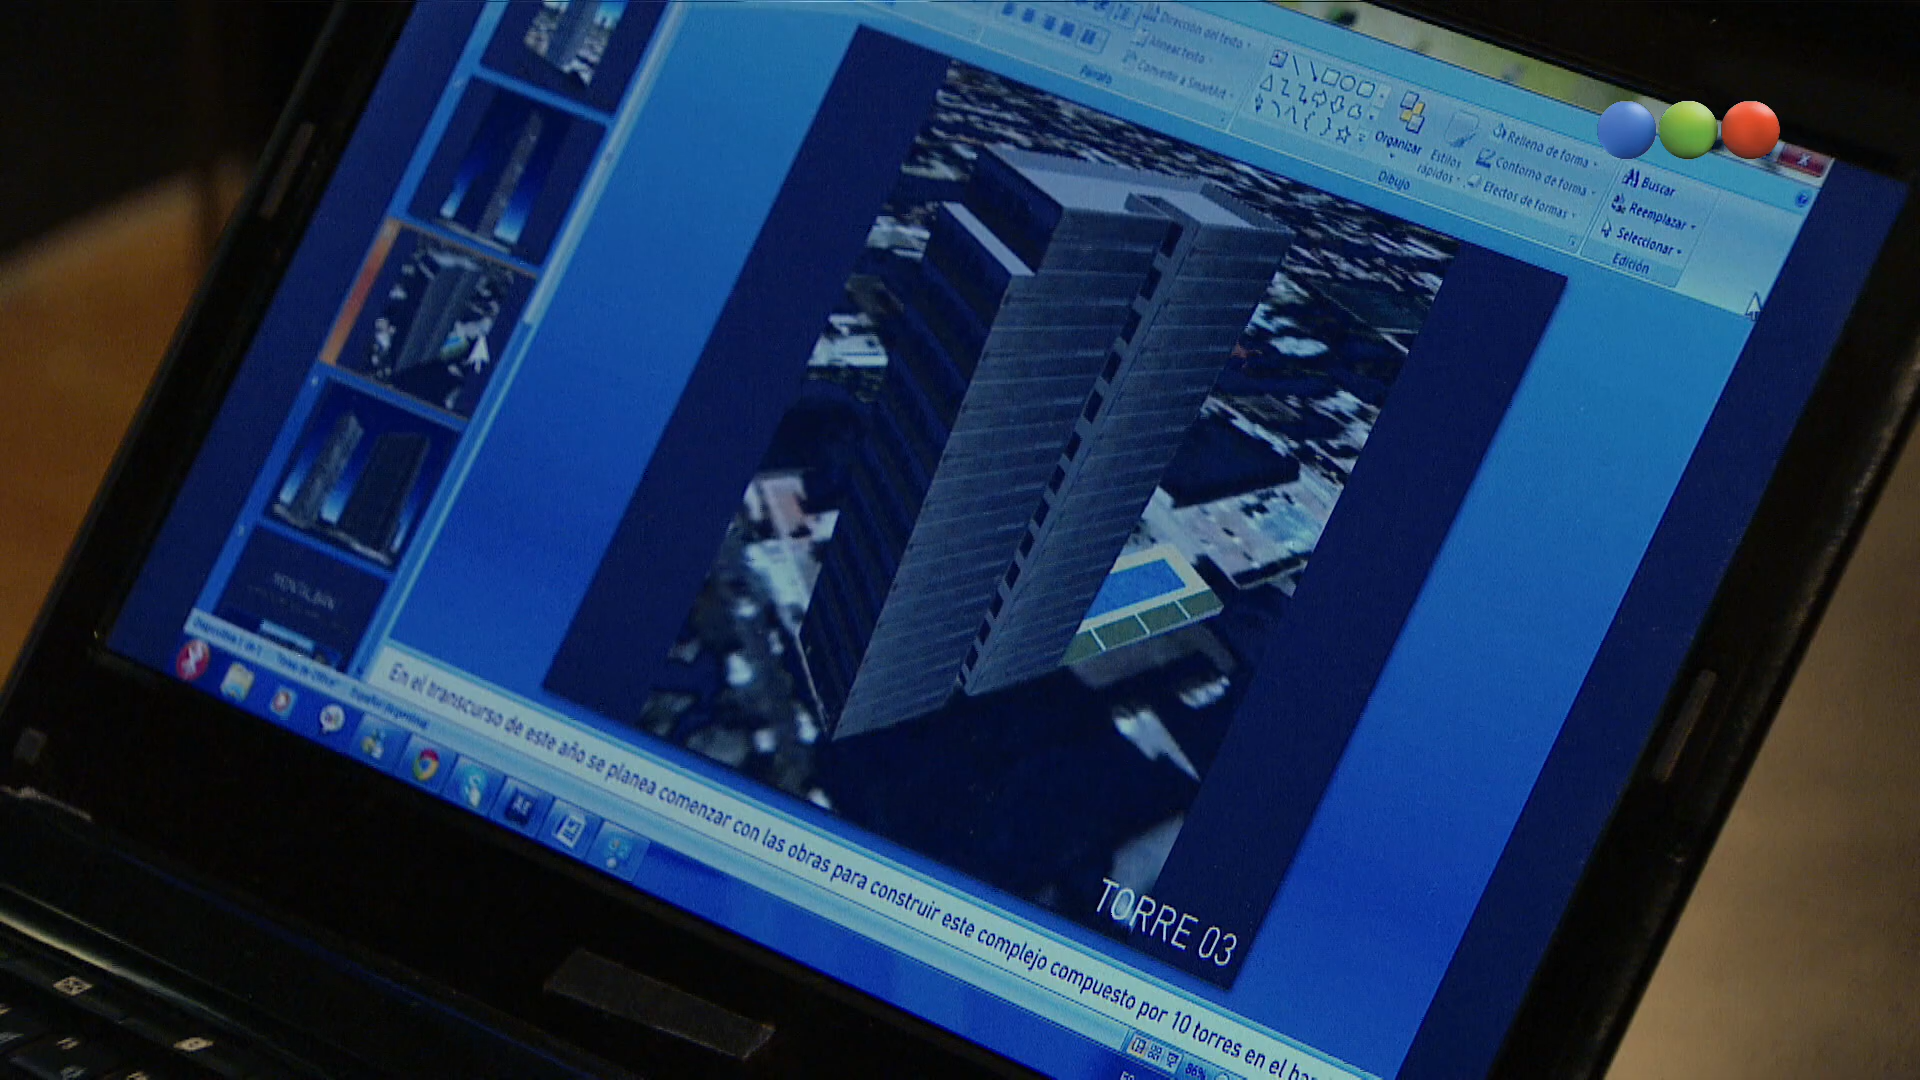 Dirección del texto
Alinear texto
Convertir a SmartArt
Párrafo
Organizar
Estilos
rápidos
Relleno de forma
Contorno de forma
Efectos de formas
Dibujo
Buscar
Reemplazar
Seleccionar
Edición
TORRE 03
En el transcurso de este año se planea comenzar con las obras para construir este complejo compuesto por 10 torres en el
86%